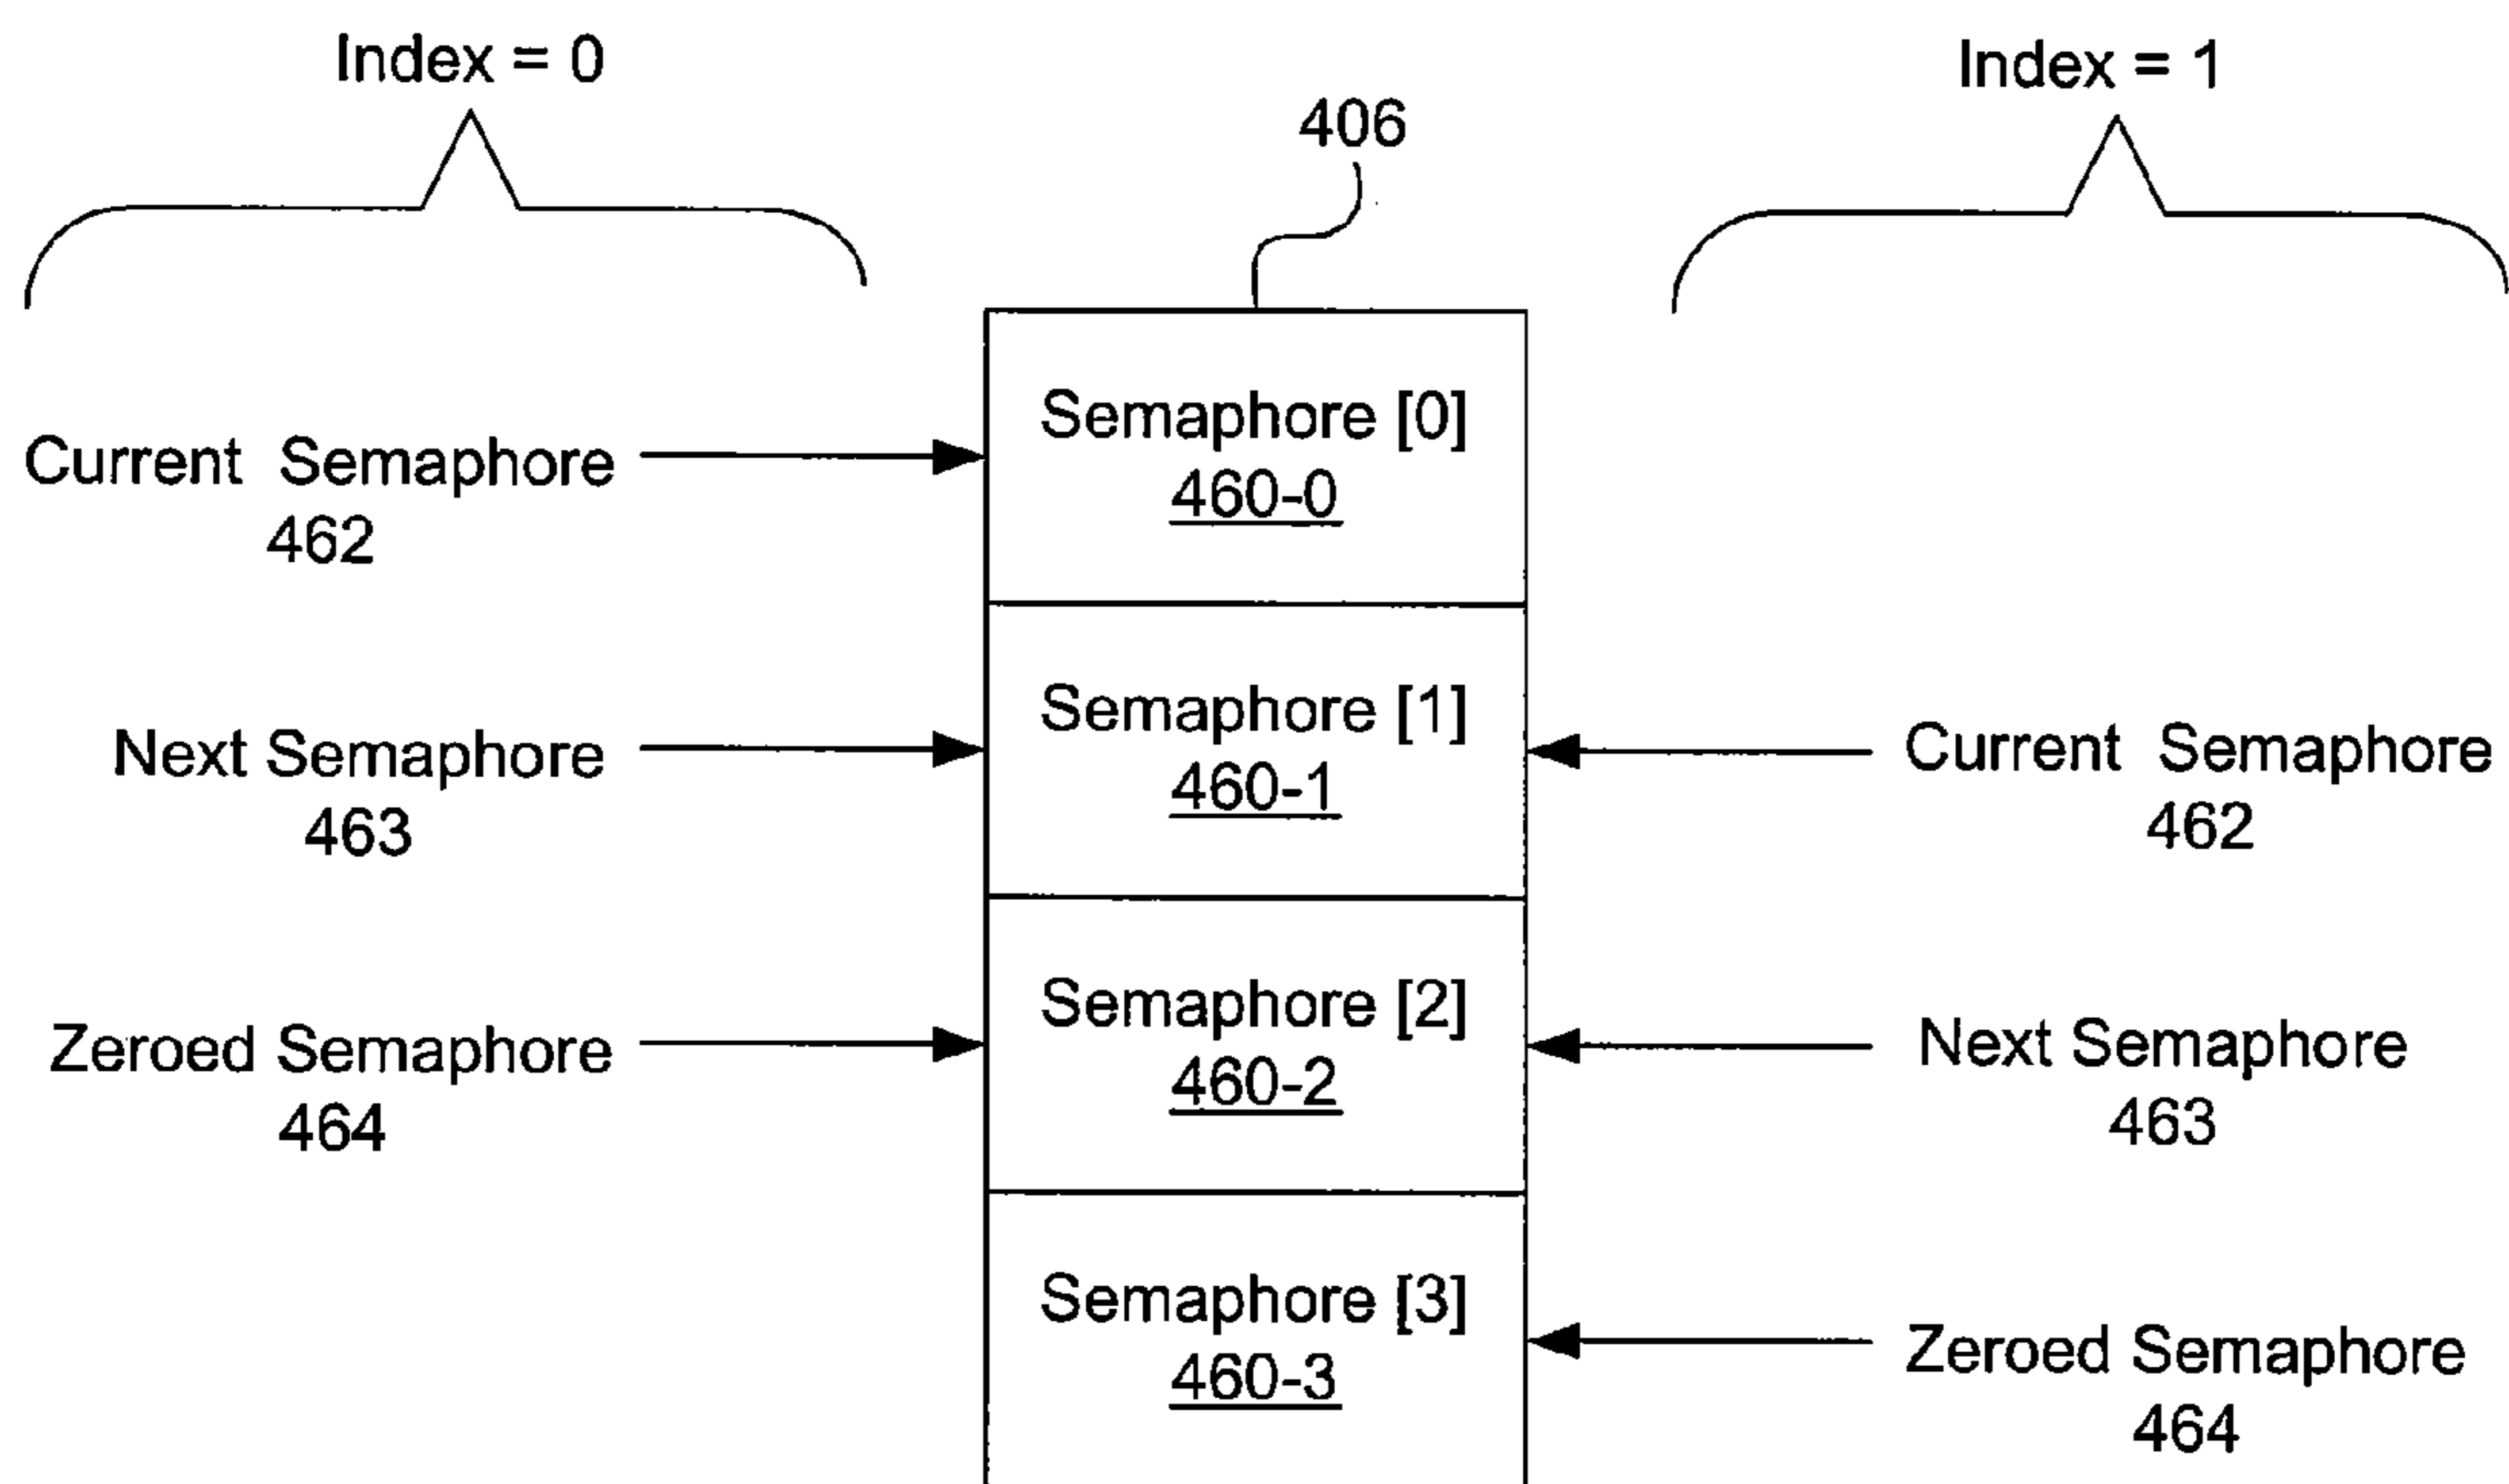 Index = 0
Index = 1
406
Semaphore [0]
460-0
Current Semaphore
462
Semaphore [1]
460-1
Next Semaphore
463
Current Semaphore
462
Semaphore [2]
460-2
Zeroed Semaphore
464
Next Semaphore
463
Semaphore [3]
460-3
Zeroed Semaphore
464